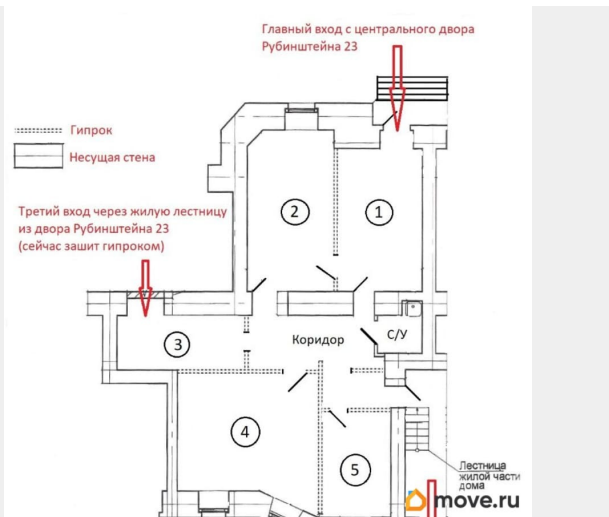 Главный вход с центрального двора
Рубинштейна 23
Гипрок
Несущая стена
Третий вход через жилую лестницу
из двора Рубинштейна 23
(сейчас зашит гипроком)
2
1
3
Коридор
С/У
4
5
Лестница
жилой части
дома
move.ru